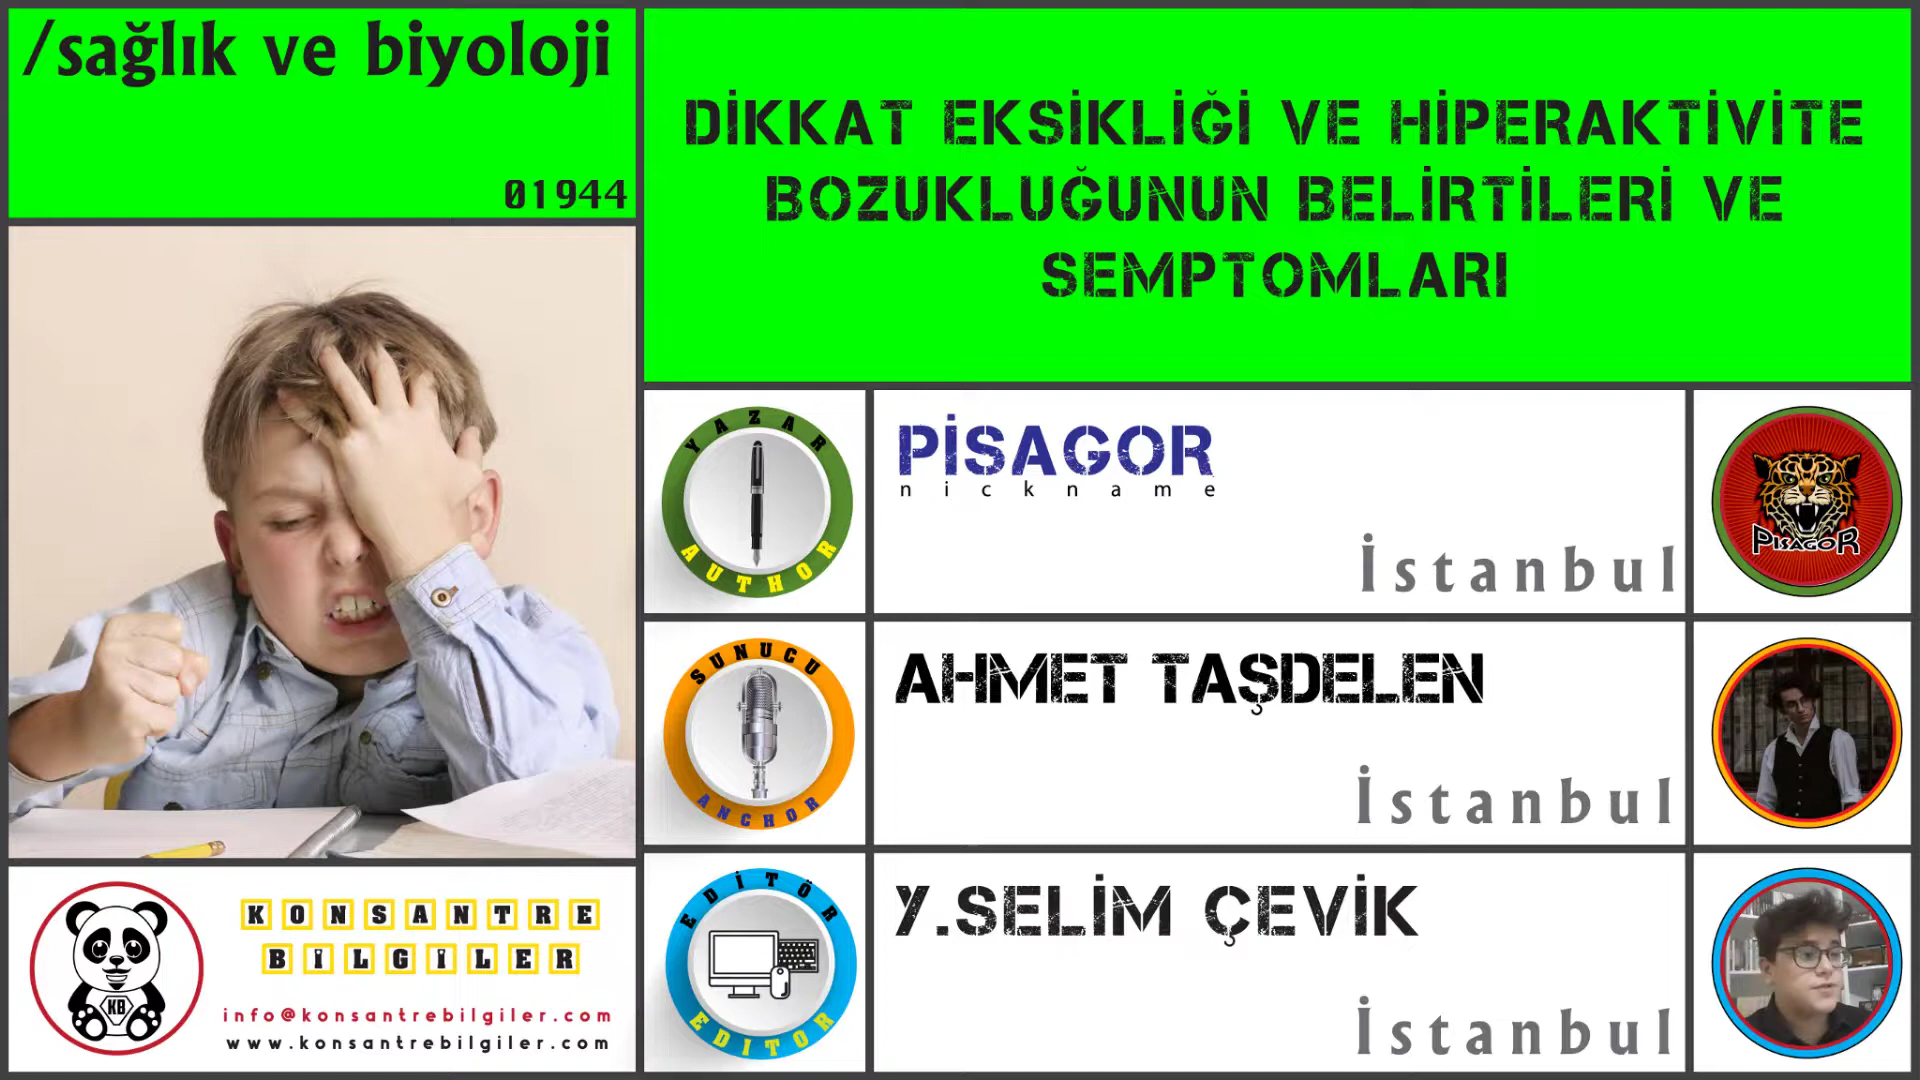 /sağlık ve biyoloji
01944
DİKKAT EKSİKLİĞİ VE HİPERAKTİVİTE
BOZUKLUĞUNUN BELİRTİLERİ VE
SEMPTOMLARI
YAZAR
AUTHOR
PİSAGOR
nickname
İstanbul
PISAGOR
SUNUCU
ANCHOR
AHMET TAŞDELEN
İstanbul
EDİTÖR
EDITOR
Y.SELİM ÇEVİK
İstanbul
KB
KONSANTRE
BİLGİLER
info@konsantrebilgiler.com
www.konsantrebilgiler.com